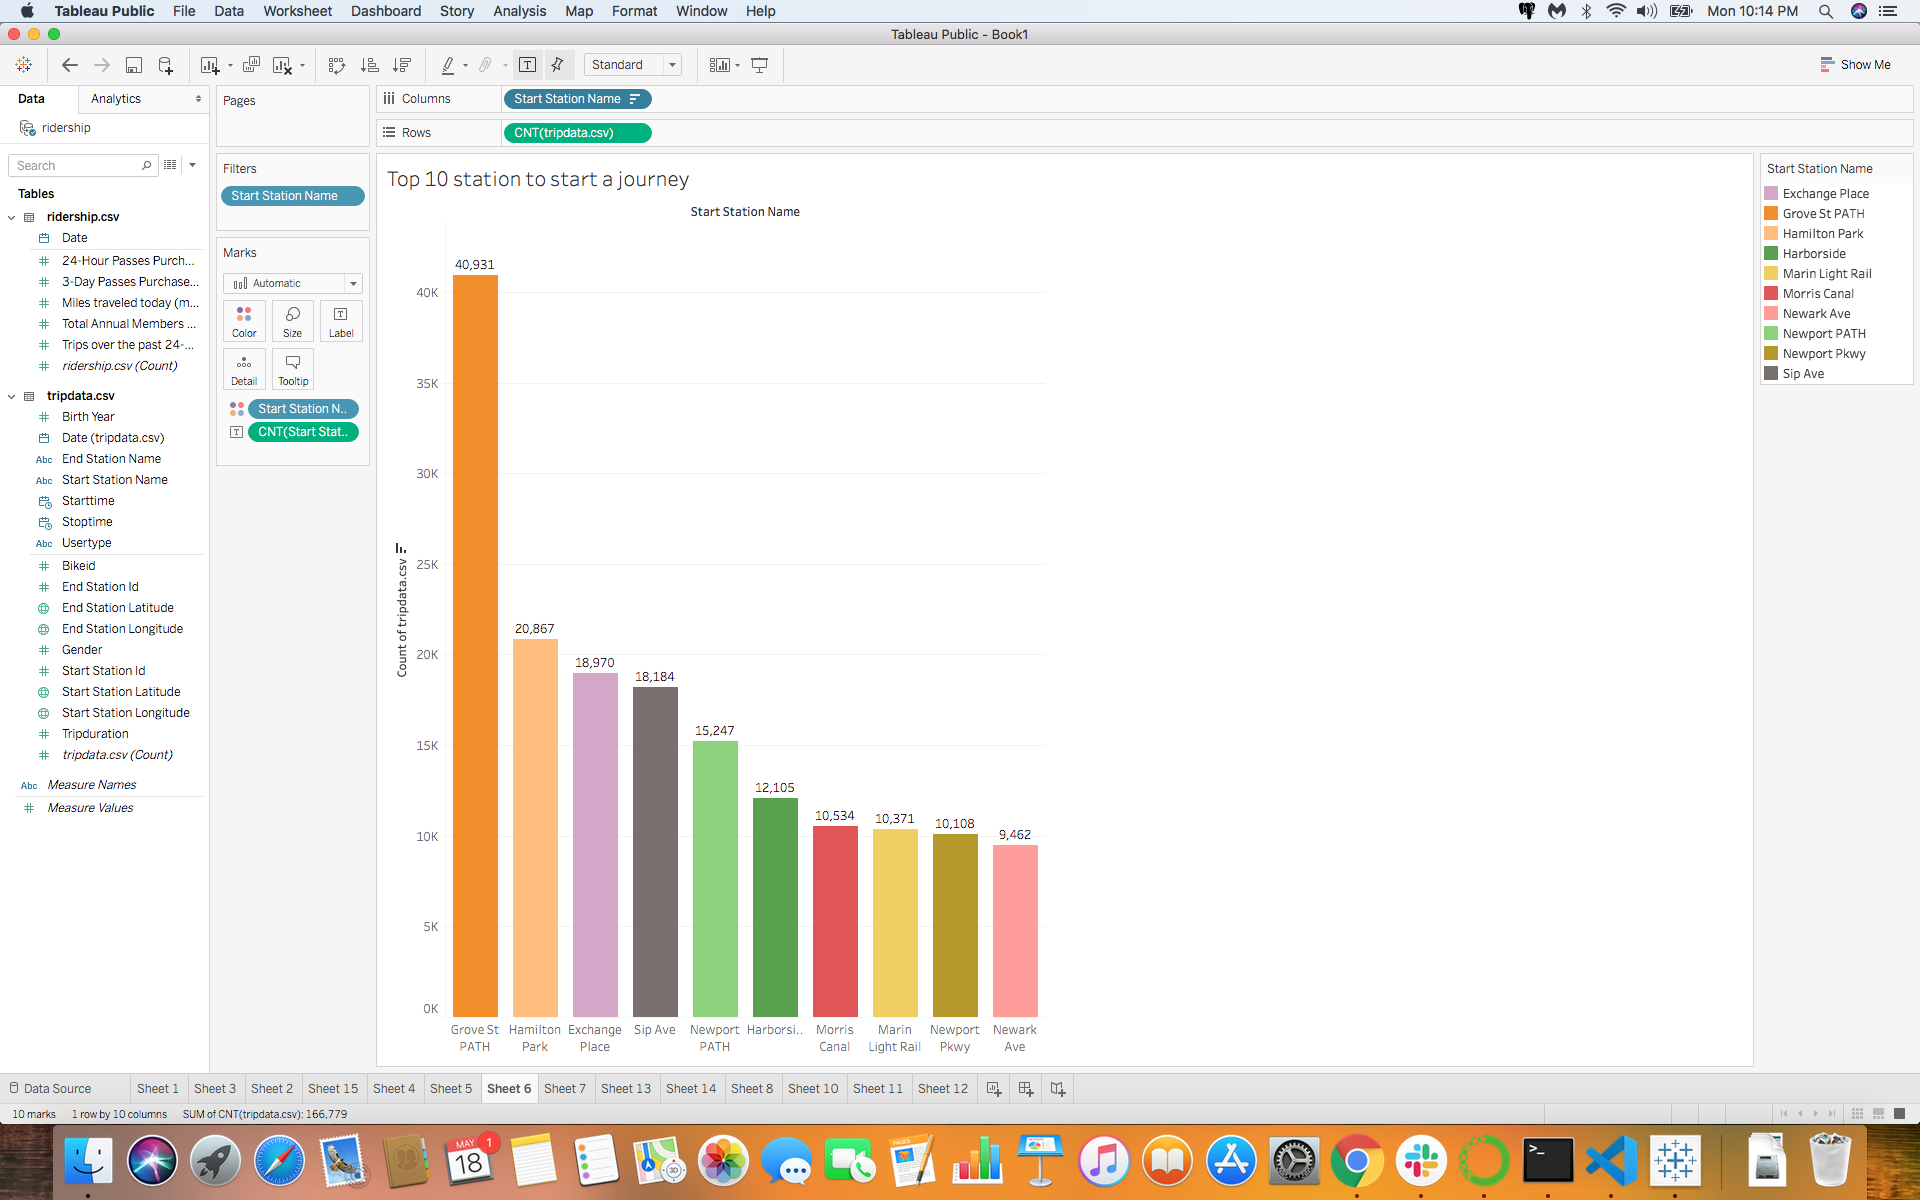 Tableau Public File Data Worksheet Dashboard Story Analysis Map Format Window Help Mon 10:14 PM
Tableau Public - Book1
Standard Show Me
Data Analytics
ridership
Search
Tables
ridership.csv
Date
24-Hour Passes Purch...
3-Day Passes Purchase...
Miles traveled today (m...
Total Annual Members ...
Trips over the past 24-...
ridership.csv (Count)
tripdata.csv
Birth Year
Date (tripdata.csv)
Abc End Station Name
Abc Start Station Name
Starttime
Stoptime
Abc Usertype
Bikeid
End Station Id
End Station Latitude
End Station Longitude
Gender
Start Station Id
Start Station Latitude
Start Station Longitude
Tripduration
tripdata.csv (Count)
Abc Measure Names
Measure Values
Pages
Filters
Start Station Name
Marks
Automatic
Color Size Label
Detail Tooltip
Start Station N..
CNT(Start Stat..
Columns Start Station Name
Rows CNT(tripdata.csv)
Top 10 station to start a journey
Start Station Name
Count of tripdata.csv
40K
35K
30K
25K
20K
15K
10K
5K
0K
40,931
20,867
18,970
18,184
15,247
12,105
10,534
10,371
10,108
9,462
Grove St PATH
Hamilton Park
Exchange Place
Sip Ave
Newport PATH
Harborsi..
Morris Canal
Marin Light Rail
Newport Pkwy
Newark Ave
Start Station Name
Exchange Place
Grove St PATH
Hamilton Park
Harborside
Marin Light Rail
Morris Canal
Newark Ave
Newport PATH
Newport Pkwy
Sip Ave
Data Source Sheet 1 Sheet 3 Sheet 2 Sheet 15 Sheet 4 Sheet 5 Sheet 6 Sheet 7 Sheet 13 Sheet 14 Sheet 8 Sheet 10 Sheet 11 Sheet 12
10 marks 1 row by 10 columns SUM of CNT(tripdata.csv): 166,779
MAY 1
18
PAGES
3D